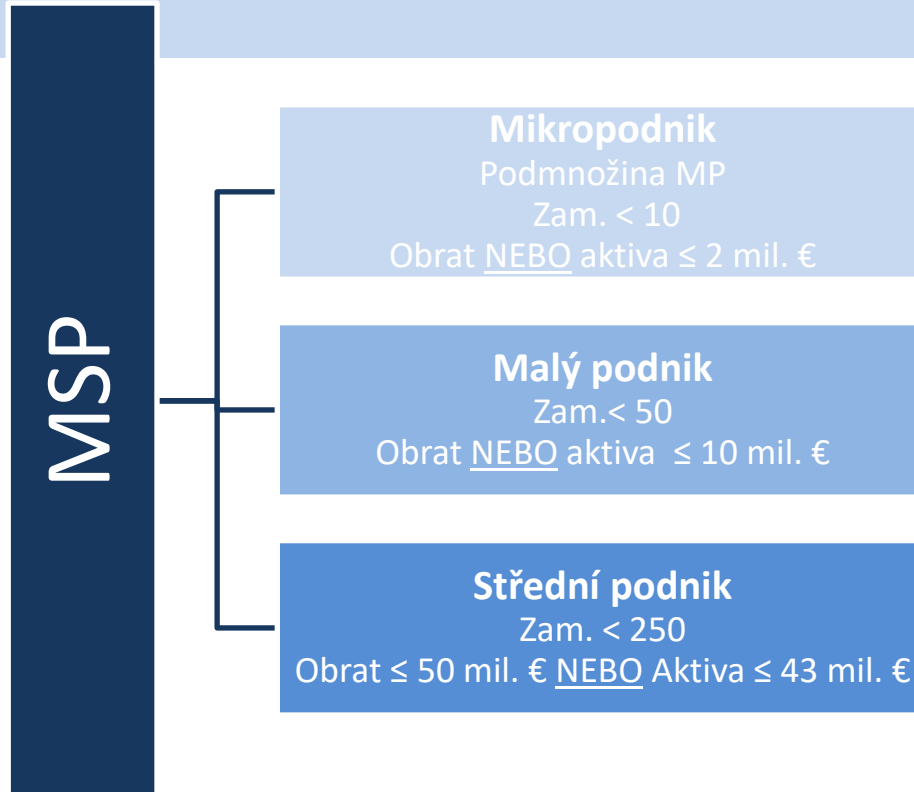 MSP
Mikropodnik
Podmnožina MP
Zam. < 10
Obrat NEBO aktiva ≤ 2 mil. €
Malý podnik
Zam.< 50
Obrat NEBO aktiva  ≤ 10 mil. €
Střední podnik
Zam. < 250
Obrat ≤ 50 mil. € NEBO Aktiva ≤ 43 mil. €